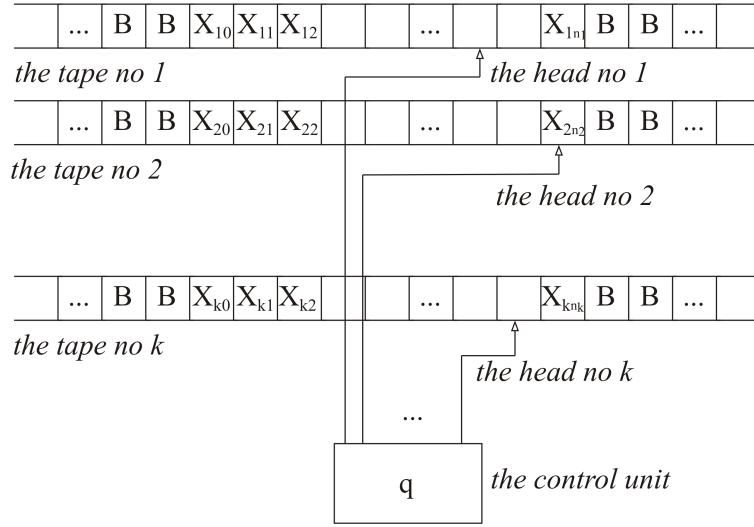 ... B B X₁₀ X₁₁ X₁₂ ... X₁ₙ₁ B B ...
the tape no 1 the head no 1
... B B X₂₀ X₂₁ X₂₂ ... X₂ₙ₂ B B ...
the tape no 2
the head no 2
... B B Xₖ₀ Xₖ₁ Xₖ₂ ... Xₖₙₖ B B ...
the tape no k
the head no k
...
q the control unit